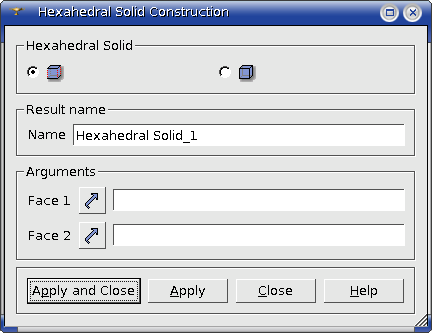 Hexahedral Solid Construction
Hexahedral Solid
Result name
Name Hexahedral Solid_1
Arguments
Face 1
Face 2
Apply and Close Apply Close Help